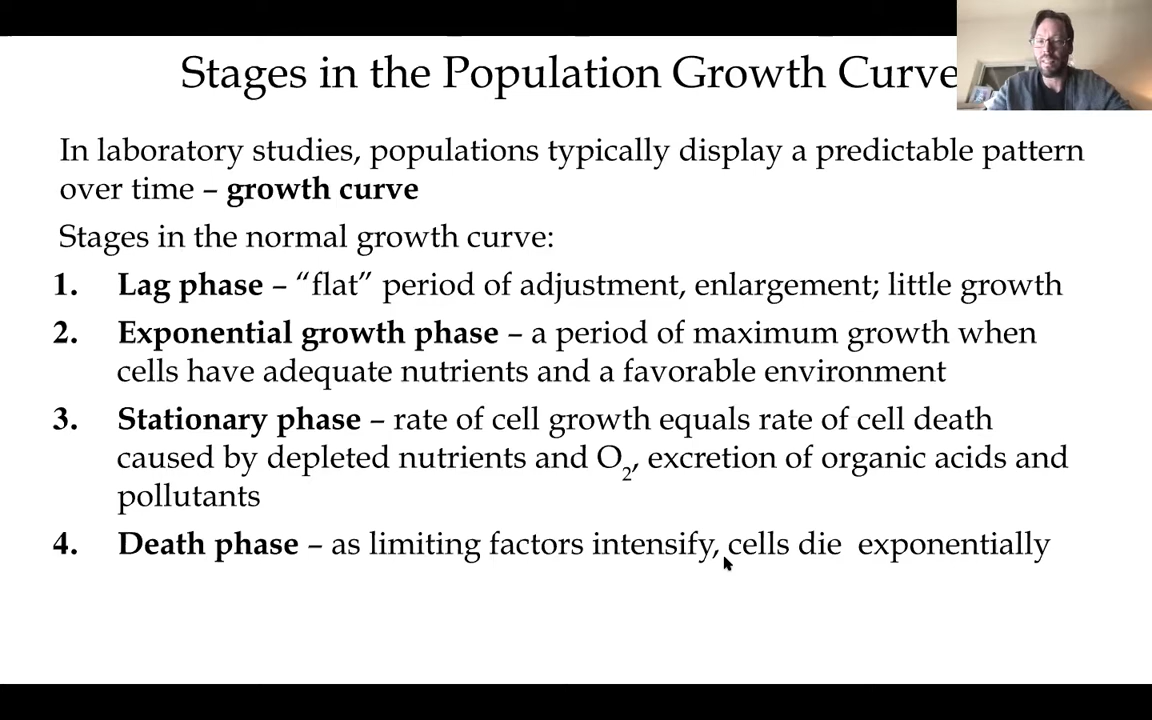 Stages in the Population Growth Curve
In laboratory studies, populations typically display a predictable pattern
over time – growth curve
Stages in the normal growth curve:
1. Lag phase – “flat” period of adjustment, enlargement; little growth
2. Exponential growth phase – a period of maximum growth when
cells have adequate nutrients and a favorable environment
3. Stationary phase – rate of cell growth equals rate of cell death
caused by depleted nutrients and O₂, excretion of organic acids and
pollutants
4. Death phase – as limiting factors intensify, cells die exponentially